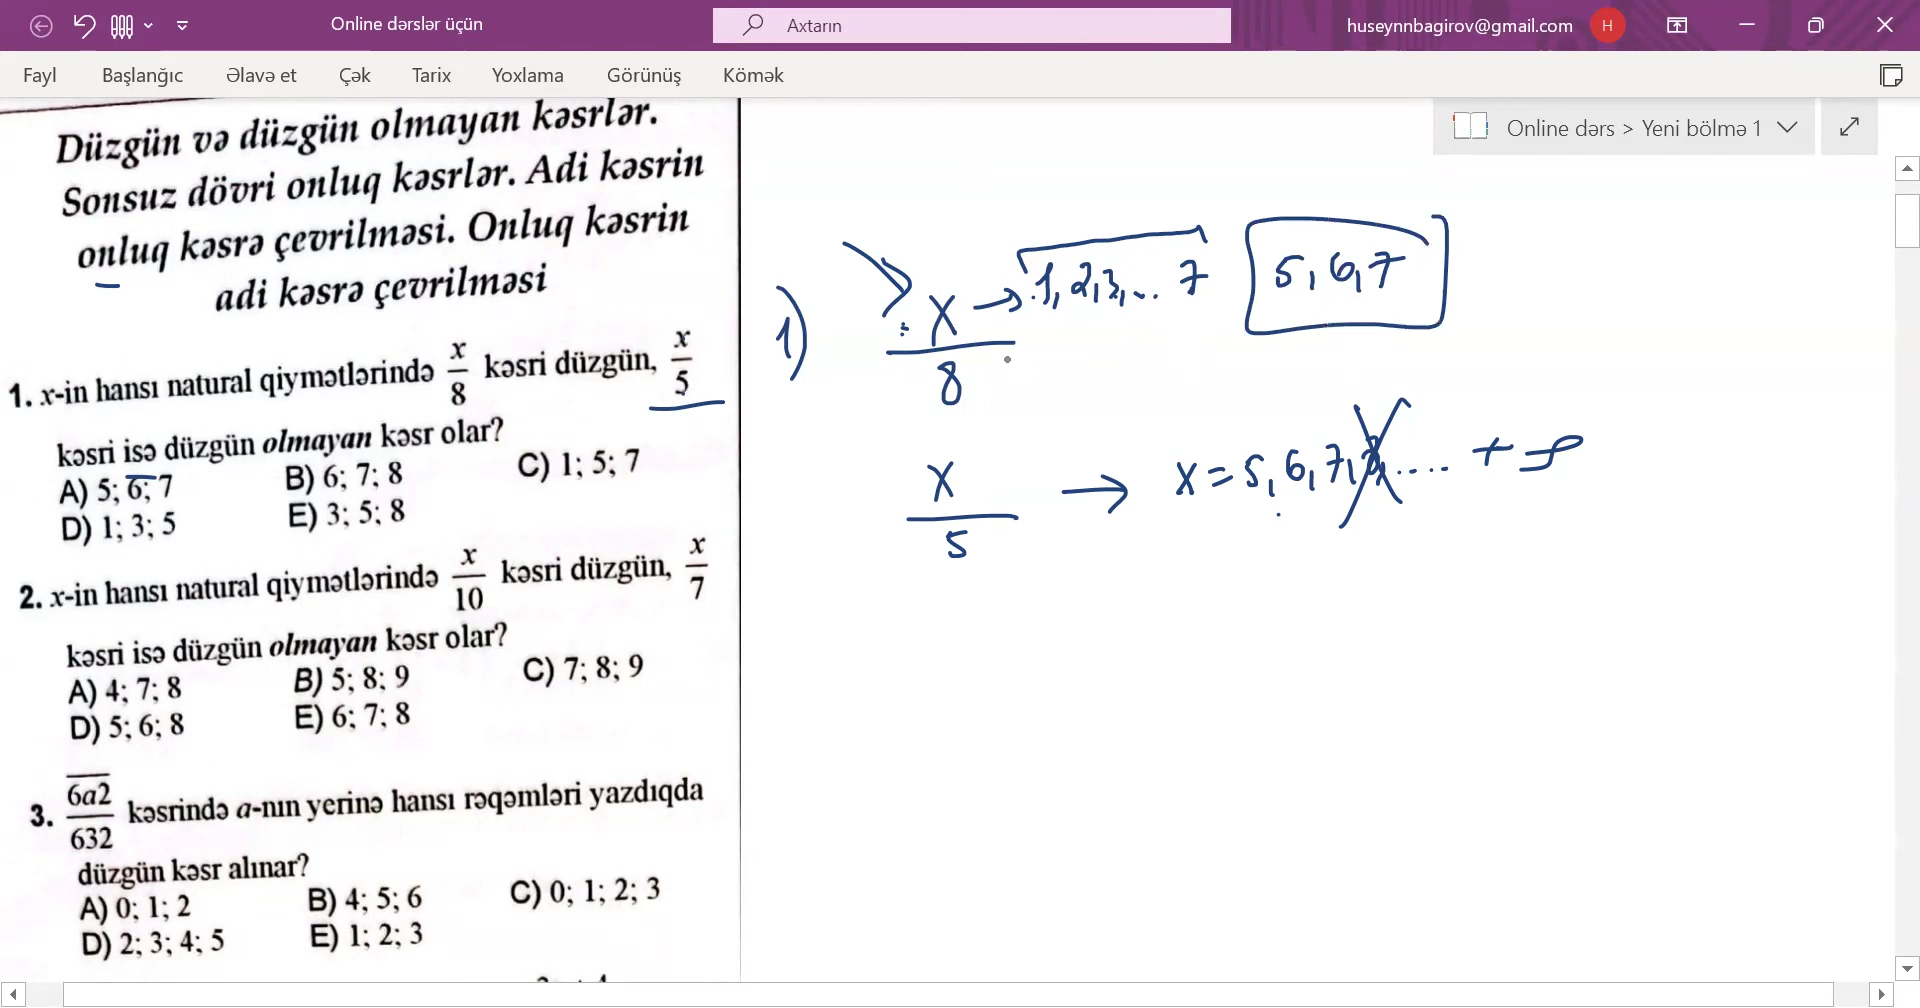 Online dərslər üçün
Axtarın
huseynnbagirov@gmail.com
H
Fayl Başlanğıc Əlavə et Çək Tarix Yoxlama Görünüş Kömək
Online dərs > Yeni bölmə 1
Düzgün və düzgün olmayan kəsrlər.
Sonsuz dövri onluq kəsrlər. Adi kəsrin
onluq kəsrə çevrilməsi. Onluq kəsrin
adi kəsrə çevrilməsi
1. x-in hansı natural qiymətlərində x/8 kəsri düzgün, x/5
kəsri isə düzgün olmayan kəsr olar?
A) 5; 6; 7 B) 6; 7; 8 C) 1; 5; 7
D) 1; 3; 5 E) 3; 5; 8
2. x-in hansı natural qiymətlərində x/10 kəsri düzgün, x/7
kəsri isə düzgün olmayan kəsr olar?
A) 4; 7; 8 B) 5; 8; 9 C) 7; 8; 9
D) 5; 6; 8 E) 6; 7; 8
3. 6a2/632 kəsrində a-nın yerinə hansı rəqəmləri yazdıqda
düzgün kəsr alınar?
A) 0; 1; 2 B) 4; 5; 6 C) 0; 1; 2; 3
D) 2; 3; 4; 5 E) 1; 2; 3
1) x/8 → 1, 2, 3, ... 7 5, 6, 7
x/5 → x = 5, 6, 7, .... + ∞